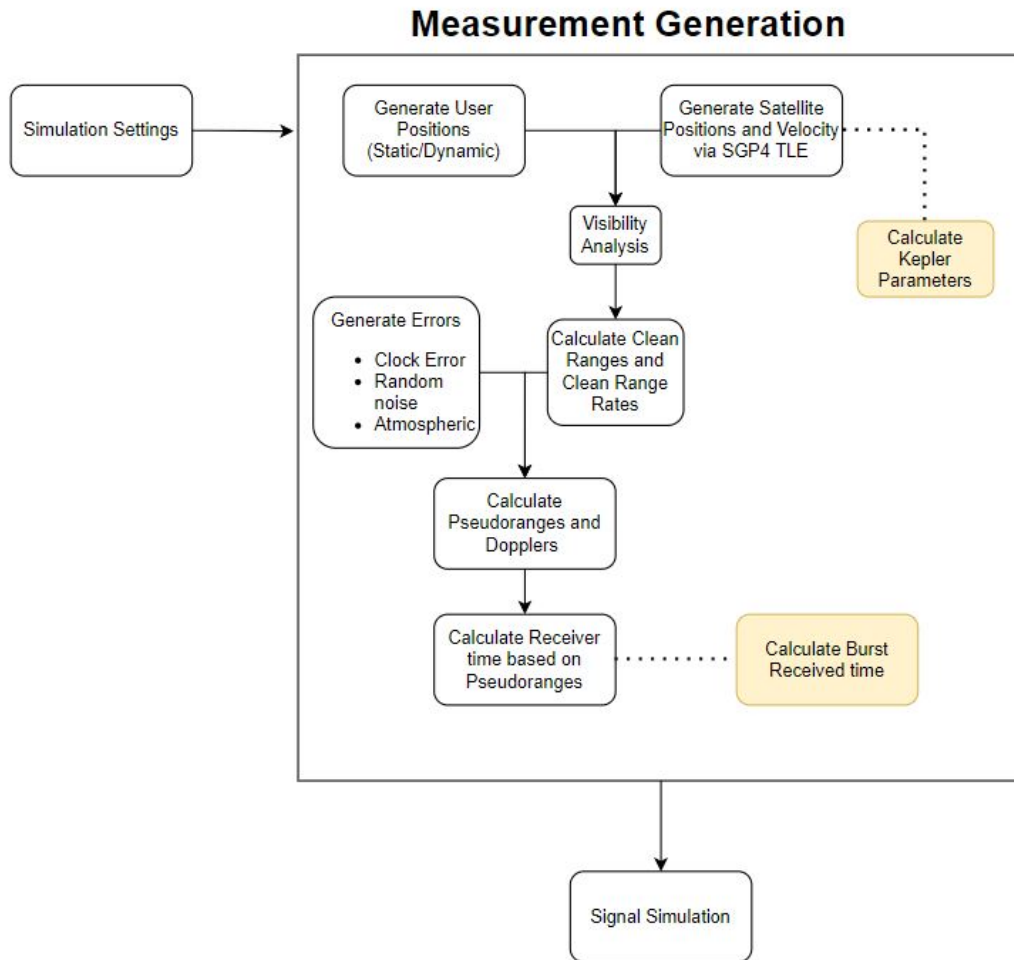 Measurement Generation
Simulation Settings
Generate User
Positions
(Static/Dynamic)
Generate Satellite
Positions and Velocity
via SGP4 TLE
Visibility
Analysis
Calculate
Kepler
Parameters
Generate Errors
• Clock Error
• Random
noise
• Atmospheric
Calculate Clean
Ranges and
Clean Range
Rates
Calculate
Pseudoranges and
Dopplers
Calculate Receiver
time based on
Pseudoranges
Calculate Burst
Received time
Signal Simulation